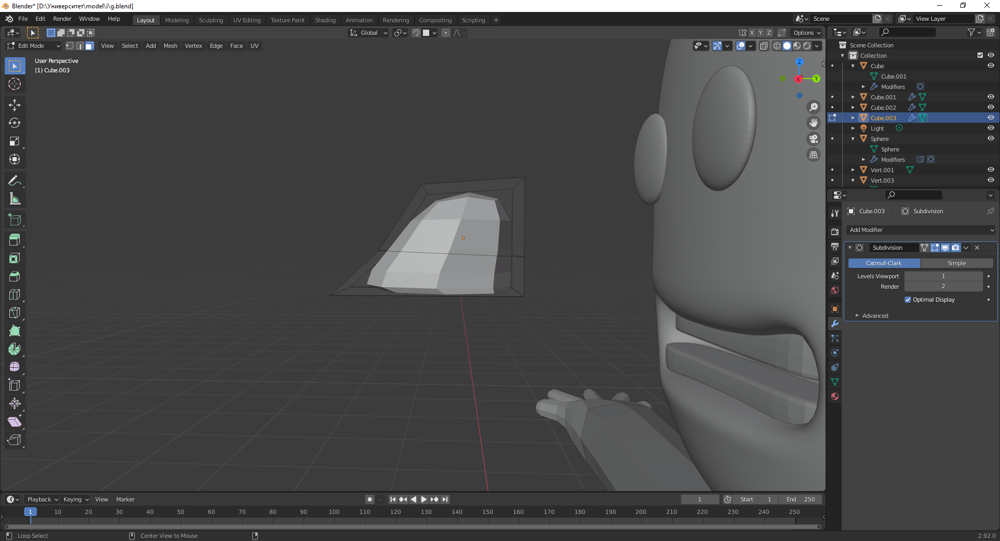 Blender* [D:\Университет\model\i\g.blend]
File Edit Render Window Help
Layout Modeling Sculpting UV Editing Texture Paint Shading Animation Rendering Compositing Scripting +
Scene
View Layer
Global
X Y Z
Options
Edit Mode
View Select Add Mesh Vertex Edge Face UV
User Perspective
(1) Cube.003
Z
X
Y
Scene Collection
Collection
Cube
Cube.001
Modifiers
Cube.001
Cube.002
Cube.003
Light
Sphere
Sphere
Modifiers
Vert.001
Vert.003
Cube.003 Subdivision
Add Modifier
Subdivision
Catmull-Clark Simple
Levels Viewport 1
Render 2
Optimal Display
Advanced
Playback Keying View Marker
1
Start 1
End 250
1 10 20 30 40 50 60 70 80 90 100 110 120 130 140 150 160 170 180 190 200 210 220 230 240 250
Loop Select
Center View to Mouse
2.92.0